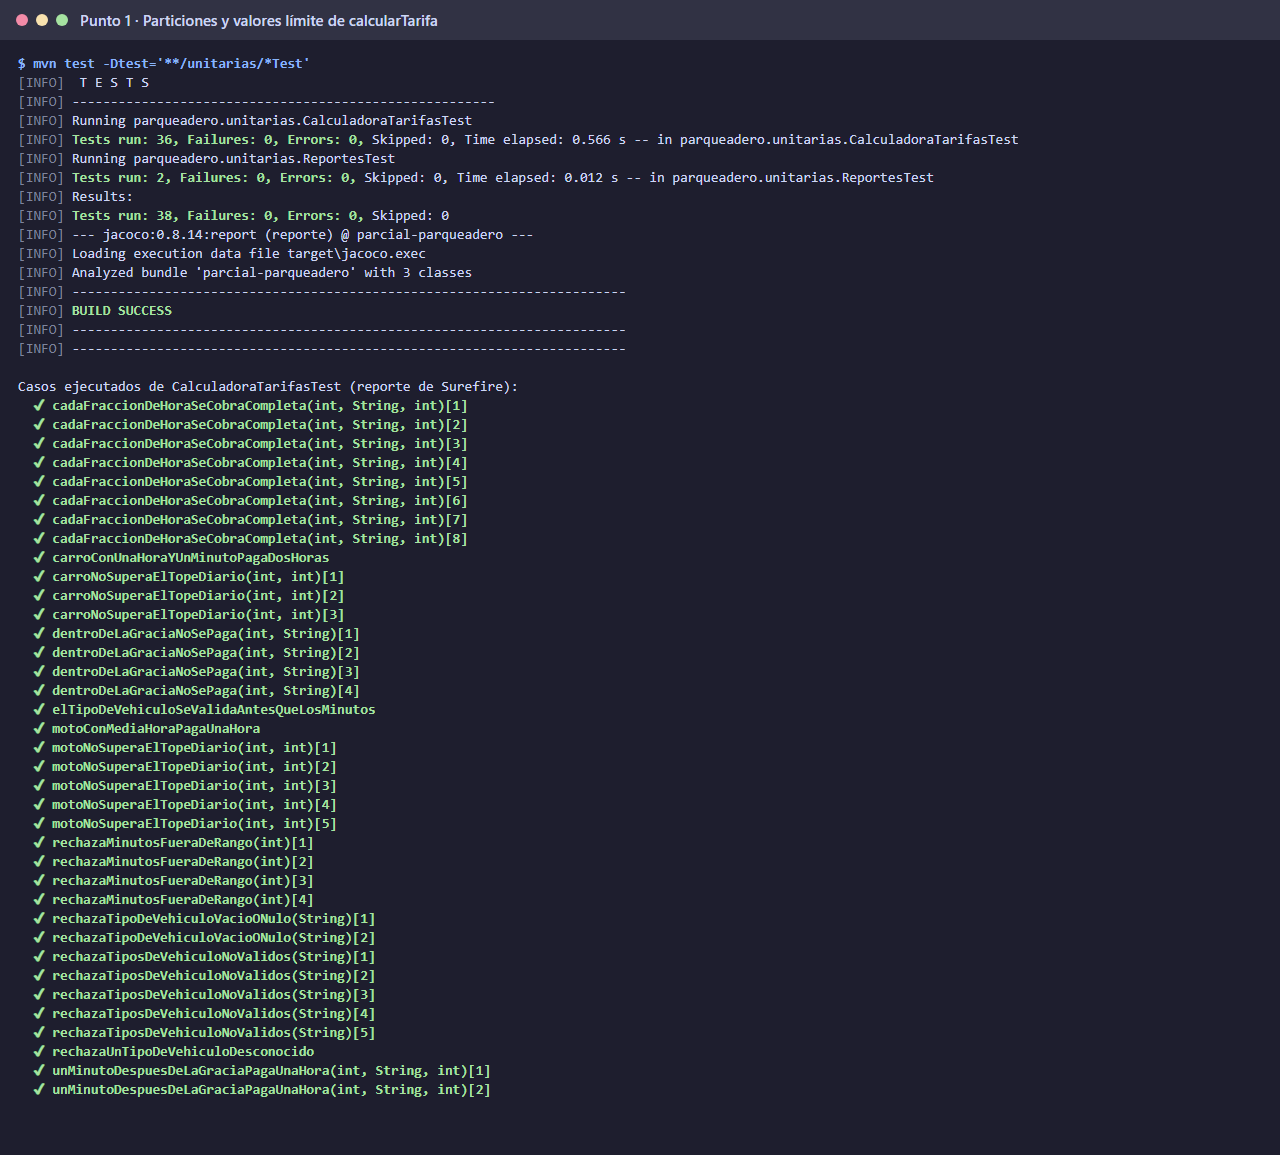 Punto 1 · Particiones y valores límite de calcularTarifa
$ mvn test -Dtest='**/unitarias/*Test'
[INFO]  T E S T S
[INFO] -------------------------------------------------------
[INFO] Running parqueadero.unitarias.CalculadoraTarifasTest
[INFO] Tests run: 36, Failures: 0, Errors: 0, Skipped: 0, Time elapsed: 0.566 s -- in parqueadero.unitarias.CalculadoraTarifasTest
[INFO] Running parqueadero.unitarias.ReportesTest
[INFO] Tests run: 2, Failures: 0, Errors: 0, Skipped: 0, Time elapsed: 0.012 s -- in parqueadero.unitarias.ReportesTest
[INFO] Results:
[INFO] Tests run: 38, Failures: 0, Errors: 0, Skipped: 0
[INFO] --- jacoco:0.8.14:report (reporte) @ parcial-parqueadero ---
[INFO] Loading execution data file target\jacoco.exec
[INFO] Analyzed bundle 'parcial-parqueadero' with 3 classes
[INFO] ------------------------------------------------------------------------
[INFO] BUILD SUCCESS
[INFO] ------------------------------------------------------------------------
[INFO] ------------------------------------------------------------------------
Casos ejecutados de CalculadoraTarifasTest (reporte de Surefire):
✔ cadaFraccionDeHoraSeCobraCompleta(int, String, int)[1]
✔ cadaFraccionDeHoraSeCobraCompleta(int, String, int)[2]
✔ cadaFraccionDeHoraSeCobraCompleta(int, String, int)[3]
✔ cadaFraccionDeHoraSeCobraCompleta(int, String, int)[4]
✔ cadaFraccionDeHoraSeCobraCompleta(int, String, int)[5]
✔ cadaFraccionDeHoraSeCobraCompleta(int, String, int)[6]
✔ cadaFraccionDeHoraSeCobraCompleta(int, String, int)[7]
✔ cadaFraccionDeHoraSeCobraCompleta(int, String, int)[8]
✔ carroConUnaHoraYUnMinutoPagaDosHoras
✔ carroNoSuperaElTopeDiario(int, int)[1]
✔ carroNoSuperaElTopeDiario(int, int)[2]
✔ carroNoSuperaElTopeDiario(int, int)[3]
✔ dentroDeLaGraciaNoSePaga(int, String)[1]
✔ dentroDeLaGraciaNoSePaga(int, String)[2]
✔ dentroDeLaGraciaNoSePaga(int, String)[3]
✔ dentroDeLaGraciaNoSePaga(int, String)[4]
✔ elTipoDeVehiculoSeValidaAntesQueLosMinutos
✔ motoConMediaHoraPagaUnaHora
✔ motoNoSuperaElTopeDiario(int, int)[1]
✔ motoNoSuperaElTopeDiario(int, int)[2]
✔ motoNoSuperaElTopeDiario(int, int)[3]
✔ motoNoSuperaElTopeDiario(int, int)[4]
✔ motoNoSuperaElTopeDiario(int, int)[5]
✔ rechazaMinutosFueraDeRango(int)[1]
✔ rechazaMinutosFueraDeRango(int)[2]
✔ rechazaMinutosFueraDeRango(int)[3]
✔ rechazaMinutosFueraDeRango(int)[4]
✔ rechazaTipoDeVehiculoVacioONulo(String)[1]
✔ rechazaTipoDeVehiculoVacioONulo(String)[2]
✔ rechazaTiposDeVehiculoNoValidos(String)[1]
✔ rechazaTiposDeVehiculoNoValidos(String)[2]
✔ rechazaTiposDeVehiculoNoValidos(String)[3]
✔ rechazaTiposDeVehiculoNoValidos(String)[4]
✔ rechazaTiposDeVehiculoNoValidos(String)[5]
✔ rechazaUnTipoDeVehiculoDesconocido
✔ unMinutoDespuesDeLaGraciaPagaUnaHora(int, String, int)[1]
✔ unMinutoDespuesDeLaGraciaPagaUnaHora(int, String, int)[2]